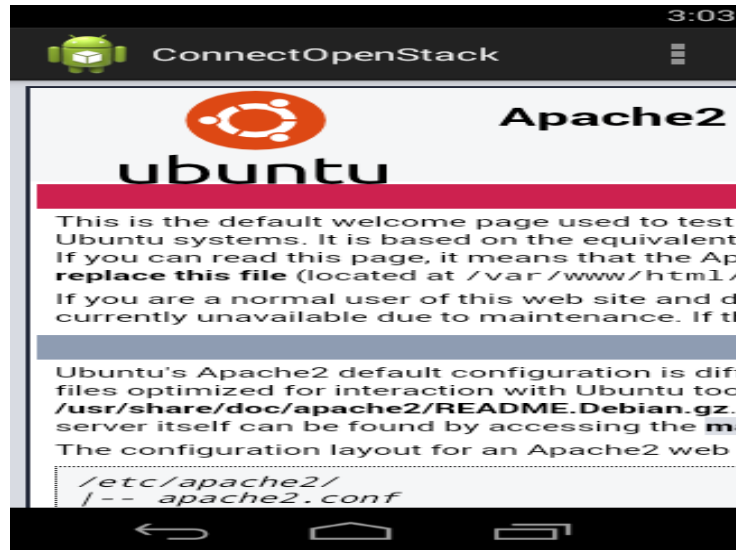 3:03
ConnectOpenStack
Apache2
ubuntu
This is the default welcome page used to test
Ubuntu systems. It is based on the equivalent
If you can read this page, it means that the Ap
replace this file (located at /var/www/html/
If you are a normal user of this web site and d
currently unavailable due to maintenance. If th
Ubuntu's Apache2 default configuration is dif
files optimized for interaction with Ubuntu too
/usr/share/doc/apache2/README.Debian.gz.
server itself can be found by accessing the ma
The configuration layout for an Apache2 web
/etc/apache2/
|-- apache2.conf